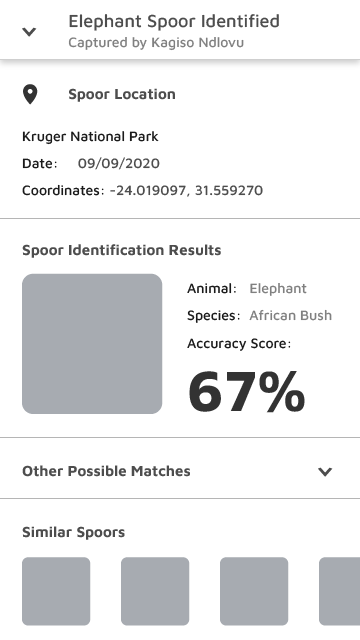 Elephant Spoor Identified
Captured by Kagiso Ndlovu
Spoor Location
Kruger National Park
Date: 09/09/2020
Coordinates: -24.019097, 31.559270
Spoor Identification Results
Animal: Elephant
Species: African Bush
Accuracy Score:
67%
Other Possible Matches
Similar Spoors